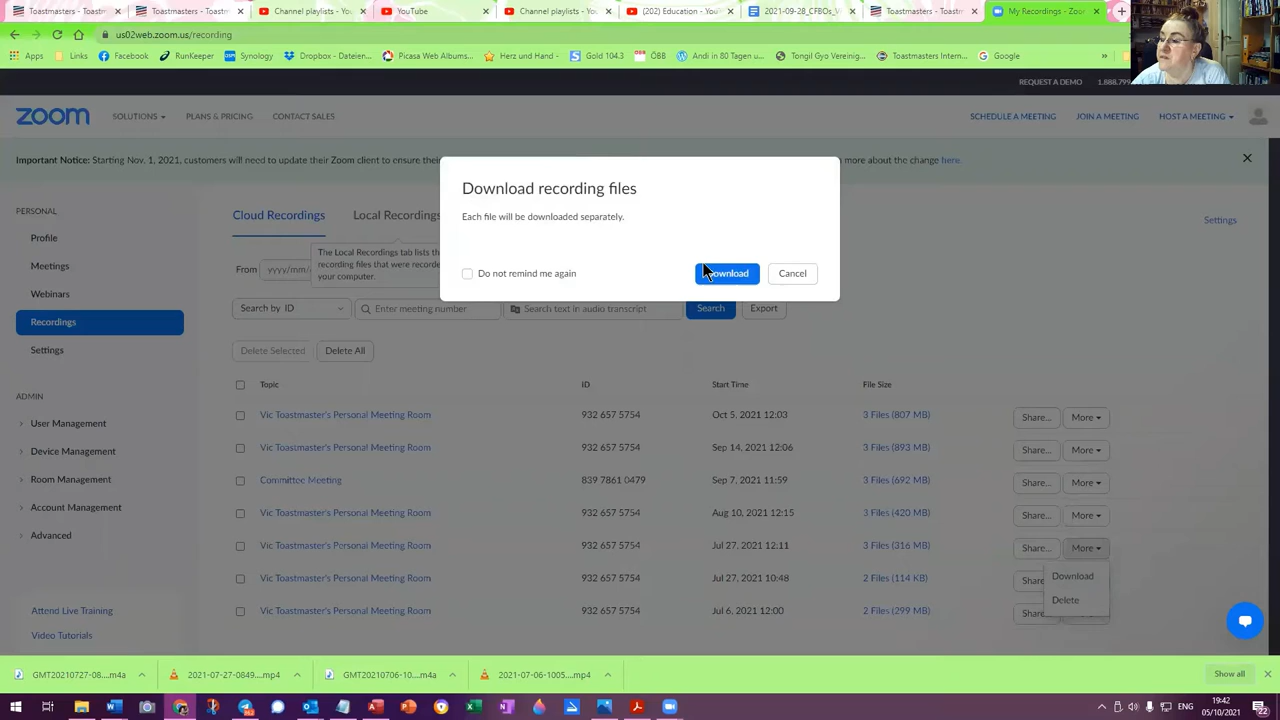 Toastmasters
Toastmasters
Channel playlists - Y
YouTube
Channel playlists
(202) Education - Yo
2021-09-28_CFBOs_V
Toastmasters
My Recordings - Zoo
us02web.zoom.us/recording
Apps
Links
Facebook
RunKeeper
Synology
Dropbox - Dateien...
Picasa Web Albums...
Herz und Hand -
Gold 104.3
ÖBB
Andi in 80 Tagen u...
Tongil Gyo Vereinig...
Toastmasters Intern...
Google
»
REQUEST A DEMO
1.888.799
zoom
SOLUTIONS
PLANS & PRICING
CONTACT SALES
SCHEDULE A MEETING
JOIN A MEETING
HOST A MEETING
Important Notice: Starting Nov. 1, 2021, customers will need to update their Zoom client to ensure their
more about the change here.
Download recording files
Each file will be downloaded separately.
Do not remind me again
Download
Cancel
PERSONAL
Profile
Meetings
Webinars
Recordings
Settings
ADMIN
User Management
Device Management
Room Management
Account Management
Advanced
Attend Live Training
Video Tutorials
Cloud Recordings
Local Recordings
Settings
The Local Recordings tab lists th
recording files that were recorde
your computer.
From
yyyy/mm/
Search by ID
Enter meeting number
Search text in audio transcript
Search
Export
Delete Selected
Delete All
Topic ID Start Time File Size
Vic Toastmaster's Personal Meeting Room 932 657 5754 Oct 5, 2021 12:03 3 Files (807 MB) Share... More
Vic Toastmaster's Personal Meeting Room 932 657 5754 Sep 14, 2021 12:06 3 Files (893 MB) Share... More
Committee Meeting 839 7861 0479 Sep 7, 2021 11:59 3 Files (692 MB) Share... More
Vic Toastmaster's Personal Meeting Room 932 657 5754 Aug 10, 2021 12:15 3 Files (420 MB) Share... More
Vic Toastmaster's Personal Meeting Room 932 657 5754 Jul 27, 2021 12:11 3 Files (316 MB) Share... More
Vic Toastmaster's Personal Meeting Room 932 657 5754 Jul 27, 2021 10:48 2 Files (114 KB) Share
Vic Toastmaster's Personal Meeting Room 932 657 5754 Jul 6, 2021 12:00 2 Files (299 MB) Share
Download
Delete
GMT20210727-08....m4a
2021-07-27-0849....mp4
GMT20210706-10....m4a
2021-07-06-1005....mp4
Show all
ENG
19:42
05/10/2021